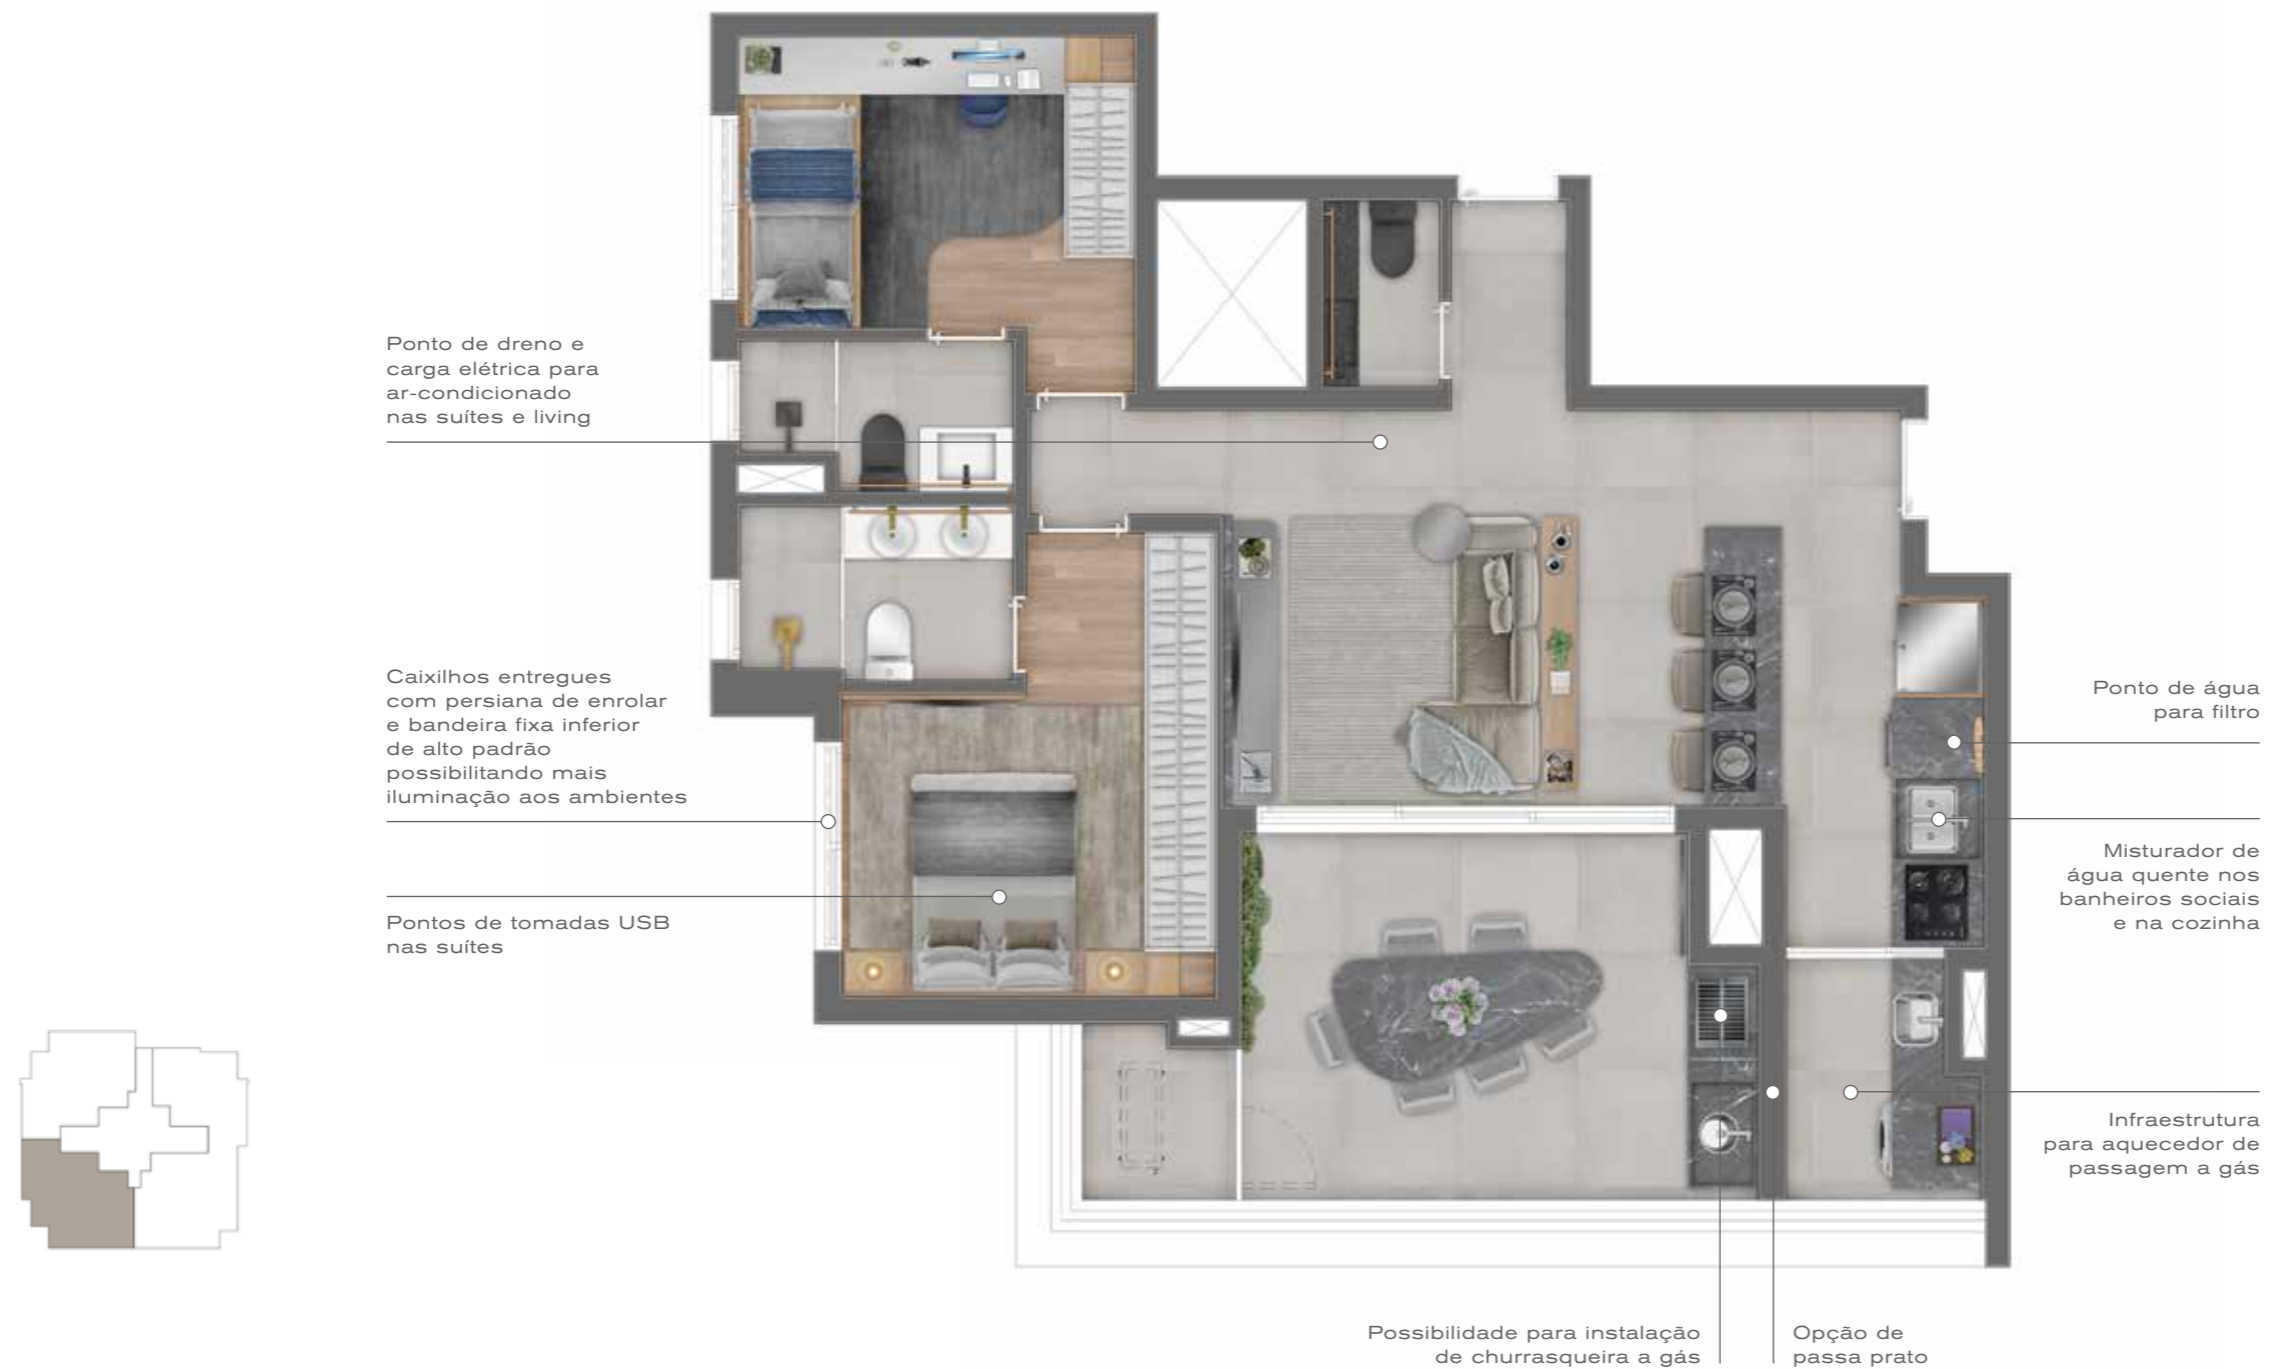 Ponto de dreno e
carga elétrica para
ar-condicionado
nas suítes e living
Caixilhos entregues
com persiana de enrolar
e bandeira fixa inferior
de alto padrão
possibilitando mais
iluminação aos ambientes
Pontos de tomadas USB
nas suítes
Ponto de água
para filtro
Misturador de
água quente nos
banheiros sociais
e na cozinha
Infraestrutura
para aquecedor de
passagem a gás
Possibilidade para instalação
de churrasqueira a gás
Opção de
passa prato